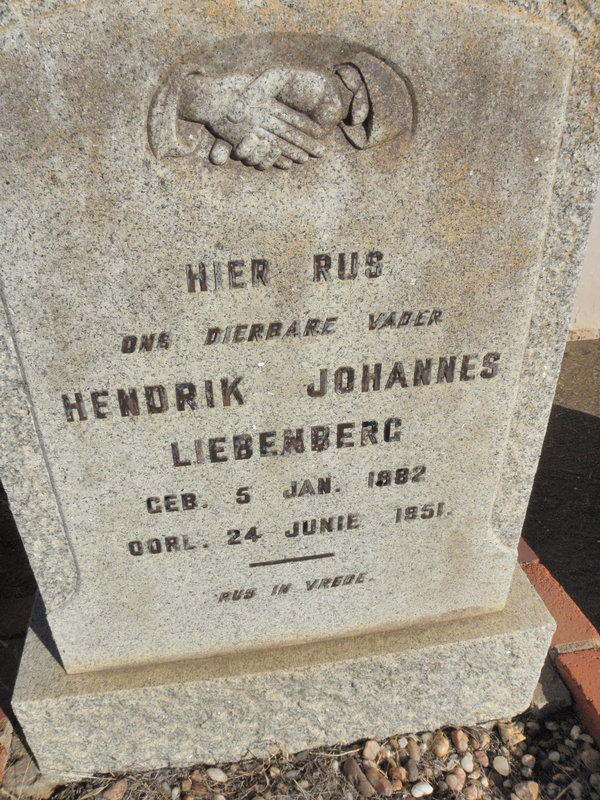 HIER RUS
ONS DIERBARE VADER
HENDRIK JOHANNES
LIEBENBERG
GEB. 5 JAN. 1882
OORL. 24 JUNIE 1951.
RUS IN VREDE.